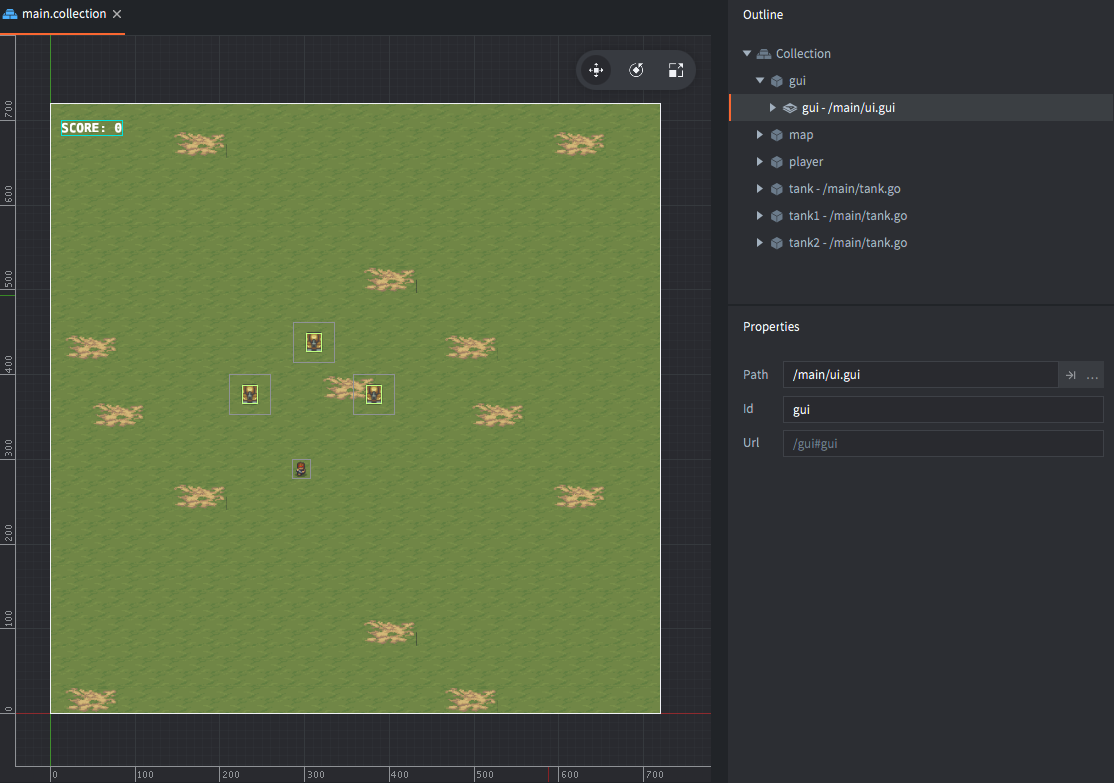 main.collection
Outline
Collection
gui
gui - /main/ui.gui
map
player
tank - /main/tank.go
tank1 - /main/tank.go
tank2 - /main/tank.go
Properties
Path /main/ui.gui ...
Id gui
Url /gui#gui
SCORE: 0
700
600
500
400
300
200
100
0
0 100 200 300 400 500 600 700